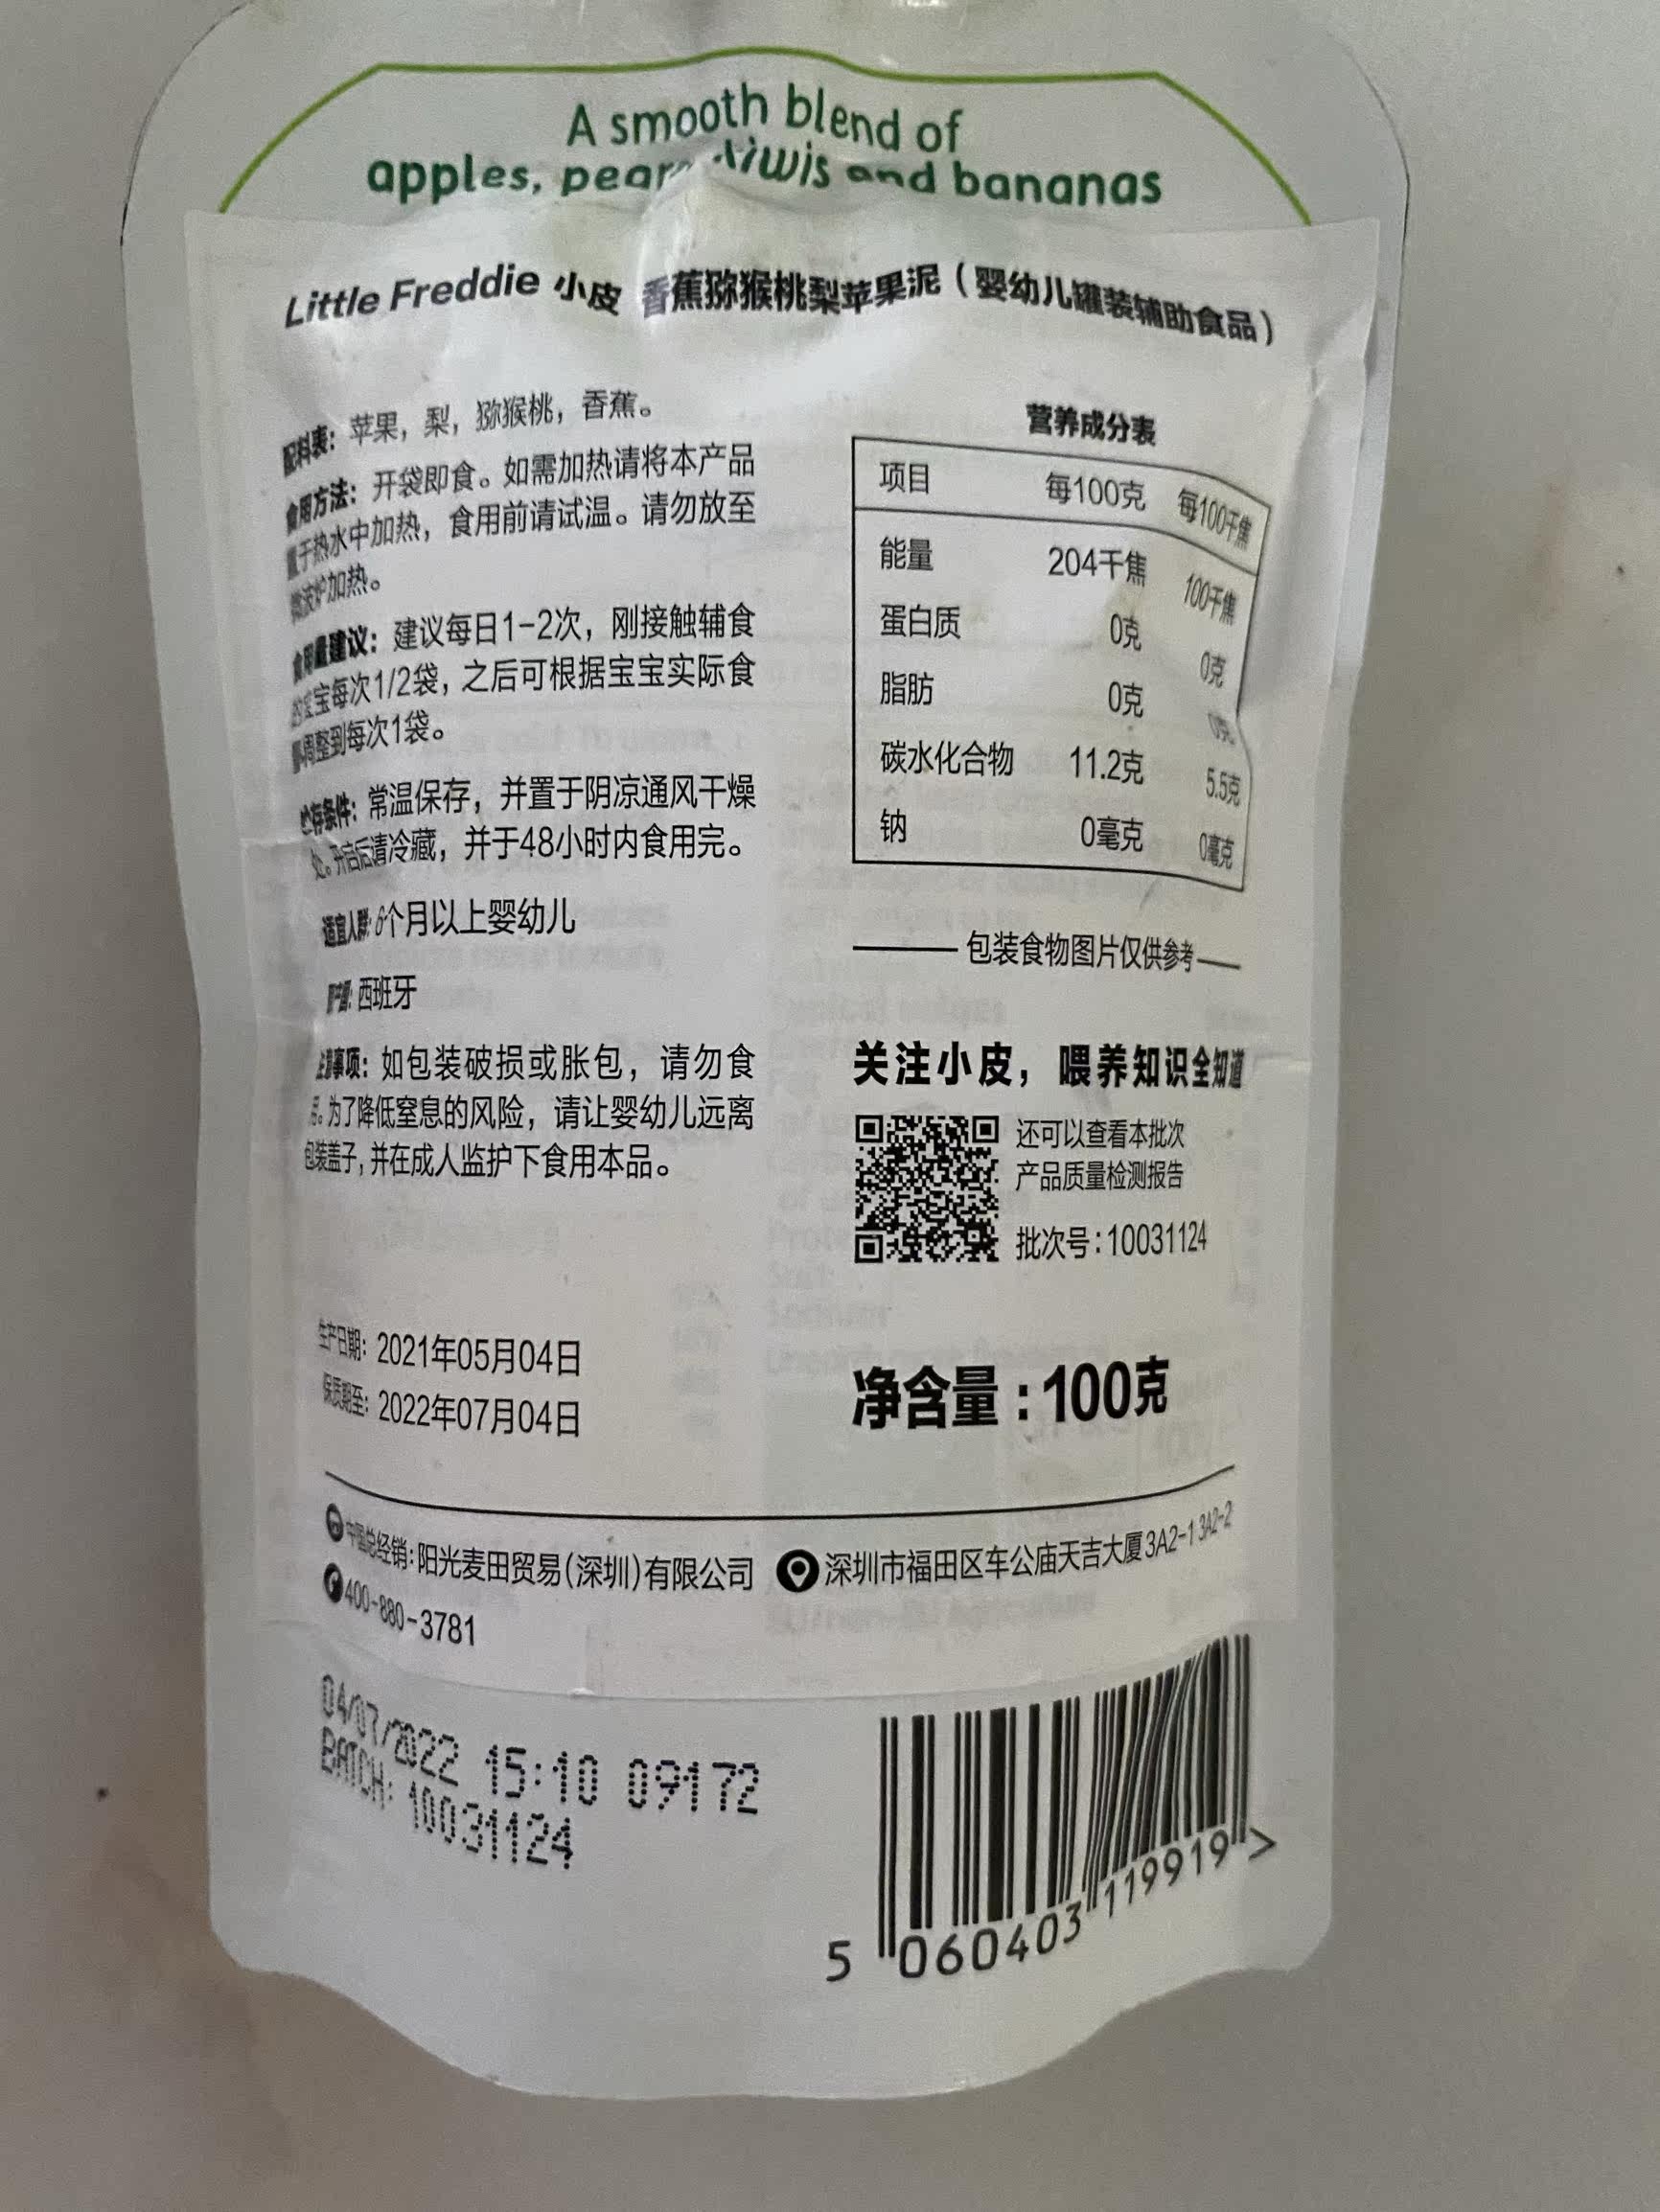 A smooth blend of
apples, pears, kiwis and bananas
Little Freddie 小皮 香蕉猕猴桃梨苹果泥（婴幼儿罐装辅助食品）
配料表：苹果，梨，猕猴桃，香蕉。
食用方法：开袋即食。如需加热请将本产品
置于热水中加热，食用前请试温。请勿放至
微波炉加热。
食用量建议：建议每日1-2次，刚接触辅食
的宝宝每次1/2袋，之后可根据宝宝实际食
量调整到每次1袋。
贮存条件：常温保存，并置于阴凉通风干燥
处。开启后请冷藏，并于48小时内食用完。
适宜人群：6个月以上婴幼儿
原产国：西班牙
注意事项：如包装破损或胀包，请勿食
用。为了降低窒息的风险，请让婴幼儿远离
包装盖子，并在成人监护下食用本品。
生产日期：2021年05月04日
保质期至：2022年07月04日
营养成分表
项目 每100克 每100千焦
能量 204千焦 100千焦
蛋白质 0克 0克
脂肪 0克 0克
碳水化合物 11.2克 5.5克
钠 0毫克 0毫克
包装食物图片仅供参考
关注小皮，喂养知识全知道
还可以查看本批次
产品质量检测报告
批次号：10031124
净含量：100克
中国总经销：阳光麦田贸易（深圳）有限公司 深圳市福田区车公庙天吉大厦3A2-1 3A2-2
400-880-3781
04/07/2022 15:10 09172
BATCH: 10031124
5 060403 119919 >